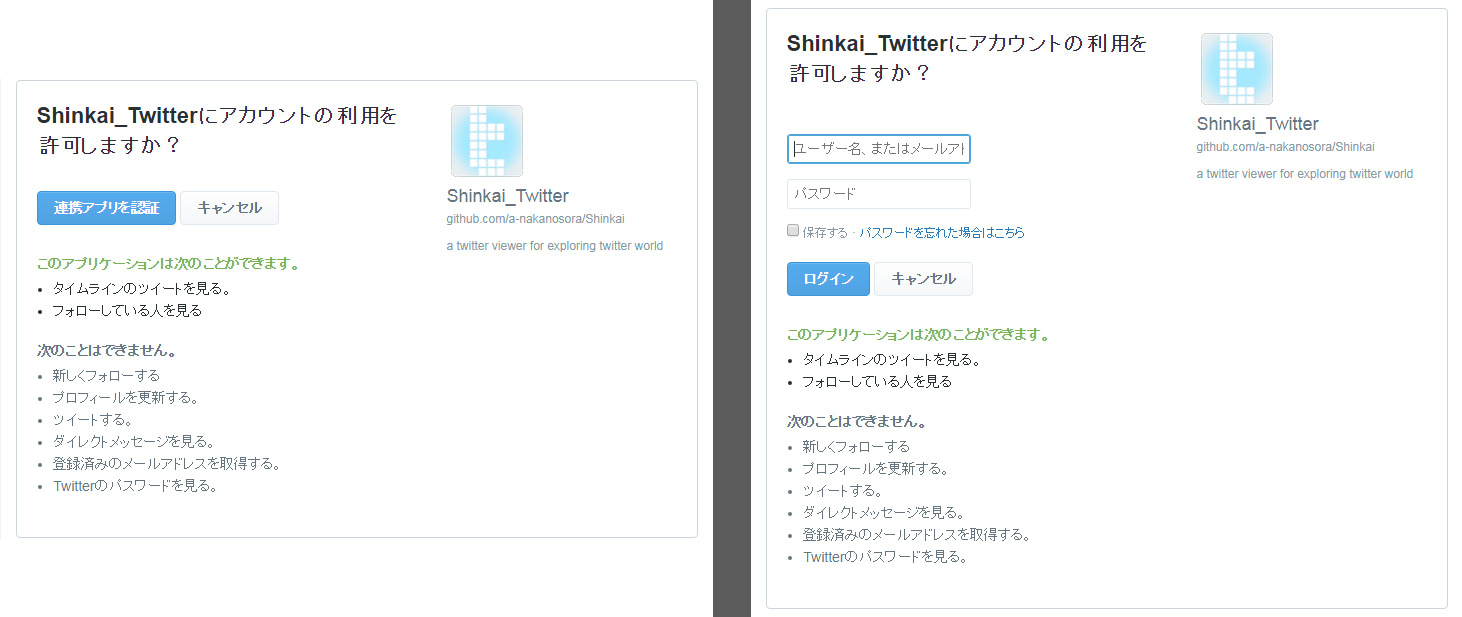 Shinkai_Twitterにアカウントの利用を
許可しますか？
連携アプリを認証
キャンセル
このアプリケーションは次のことができます。
• タイムラインのツイートを見る。
• フォローしている人を見る
次のことはできません。
• 新しくフォローする
• プロフィールを更新する。
• ツイートする。
• ダイレクトメッセージを見る。
• 登録済みのメールアドレスを取得する。
• Twitterのパスワードを見る。
Shinkai_Twitter
github.com/a-nakanosora/Shinkai
a twitter viewer for exploring twitter world
Shinkai_Twitterにアカウントの利用を
許可しますか？
ユーザー名、またはメールアド
パスワード
保存する · パスワードを忘れた場合はこちら
ログイン
キャンセル
このアプリケーションは次のことができます。
• タイムラインのツイートを見る。
• フォローしている人を見る
次のことはできません。
• 新しくフォローする
• プロフィールを更新する。
• ツイートする。
• ダイレクトメッセージを見る。
• 登録済みのメールアドレスを取得する。
• Twitterのパスワードを見る。
Shinkai_Twitter
github.com/a-nakanosora/Shinkai
a twitter viewer for exploring twitter world